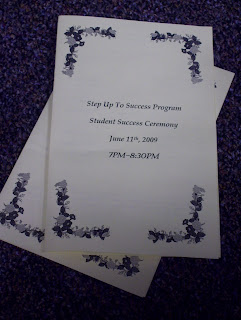 Step Up To Success Program
Student Success Ceremony
June 11th, 2009
7PM-8:30PM